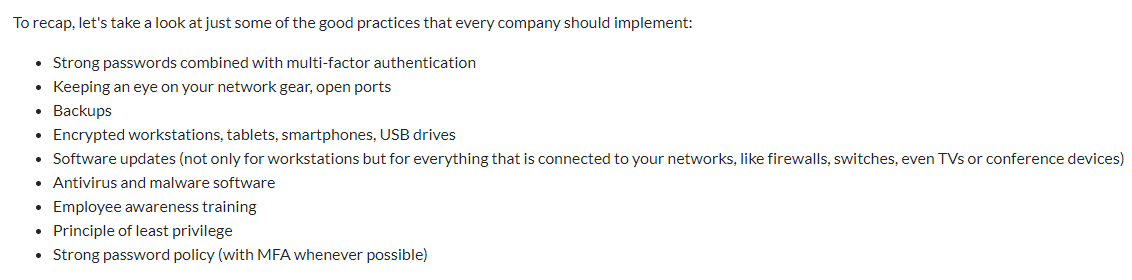 To recap, let's take a look at just some of the good practices that every company should implement:
• Strong passwords combined with multi-factor authentication
• Keeping an eye on your network gear, open ports
• Backups
• Encrypted workstations, tablets, smartphones, USB drives
• Software updates (not only for workstations but for everything that is connected to your networks, like firewalls, switches, even TVs or conference devices)
• Antivirus and malware software
• Employee awareness training
• Principle of least privilege
• Strong password policy (with MFA whenever possible)